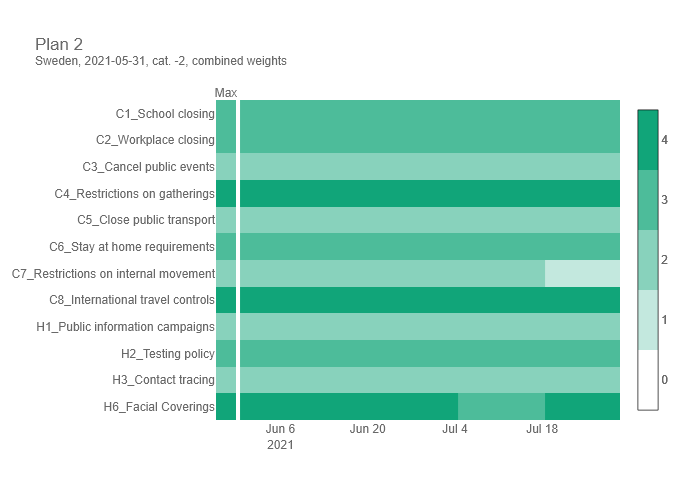 Plan 2
Sweden, 2021-05-31, cat. -2, combined weights
Max
C1_School closing
C2_Workplace closing
C3_Cancel public events
C4_Restrictions on gatherings
C5_Close public transport
C6_Stay at home requirements
C7_Restrictions on internal movement
C8_International travel controls
H1_Public information campaigns
H2_Testing policy
H3_Contact tracing
H6_Facial Coverings
Jun 6 Jun 20 Jul 4 Jul 18
2021
4
3
2
1
0